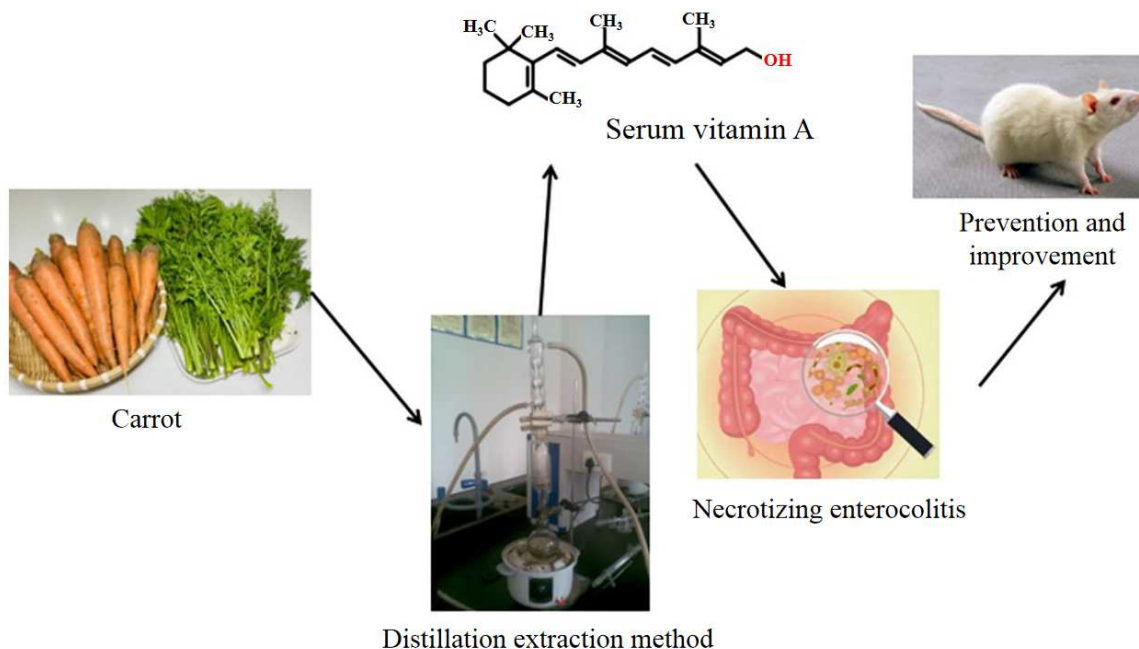 H₃C
CH₃
CH₃
CH₃
OH
CH₃
Serum vitamin A
Prevention and
improvement
Carrot
Necrotizing enterocolitis
Distillation extraction method